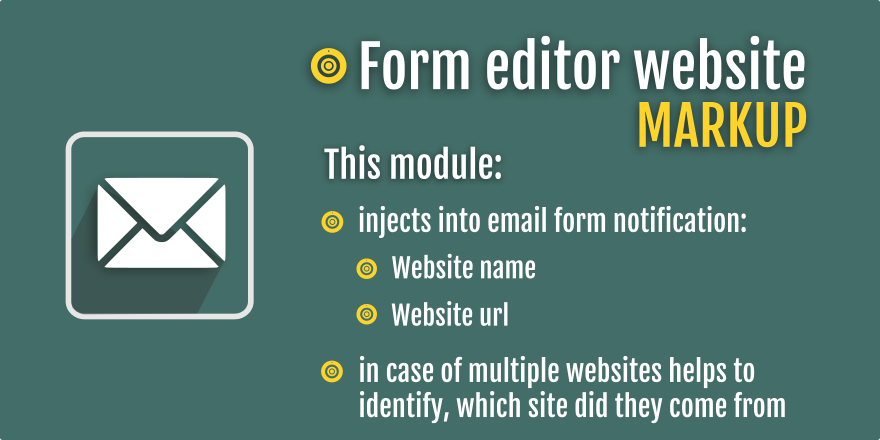 Form editor website
MARKUP
This module:
injects into email form notification:
Website name
Website url
in case of multiple websites helps to
identify, which site did they come from